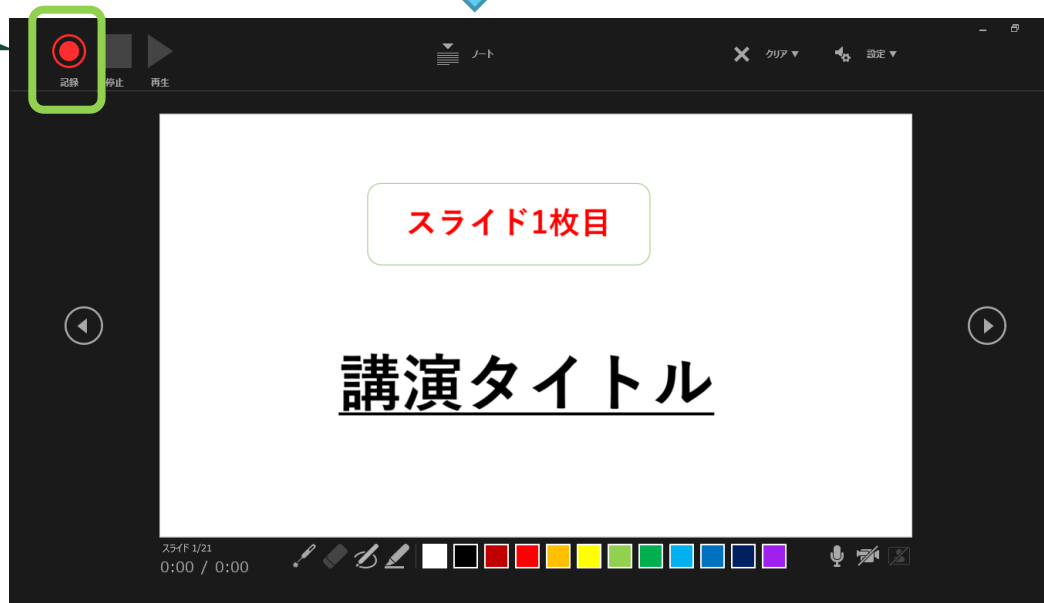 記録
停止
再生
ノート
クリア▼
設定▼
スライド1枚目
講演タイトル
スライド 1/21
0:00 / 0:00